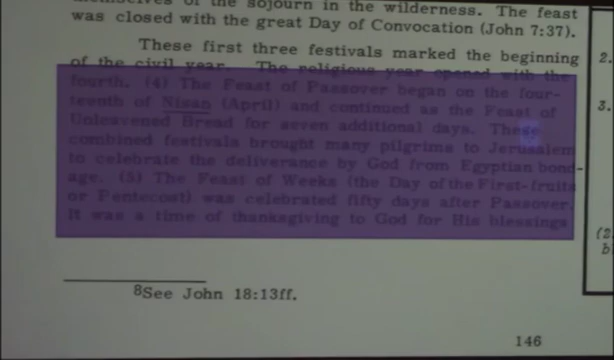 themselves of the sojourn in the wilderness. The feast
was closed with the great Day of Convocation (John 7:37).
These first three festivals marked the beginning
of the civil year. The religious year opened with the
fourth. (4) The Feast of Passover began on the four-
teenth of Nisan (April) and continued as the Feast of
Unleavened Bread for seven additional days. These
combined festivals brought many pilgrims to Jerusalem
to celebrate the deliverance by God from Egyptian bond-
age. (5) The Feast of Weeks (the Day of the First-fruits
or Pentecost) was celebrated fifty days after Passover.
It was a time of thanksgiving to God for His blessings
8See John 18:13ff.
146
2.
3.
(2
b